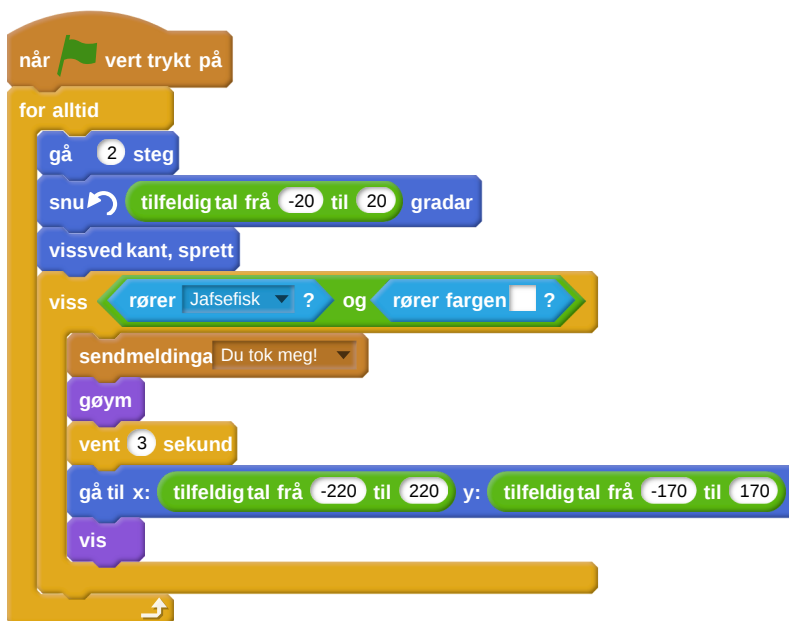 når vert trykt på
for alltid
gå 2 steg
snu tilfeldig tal frå -20 til 20 gradar
vissved kant, sprett
viss rører Jafsefisk ? og rører fargen ?
sendmeldinga Du tok meg!
gøym
vent 3 sekund
gå til x: tilfeldig tal frå -220 til 220 y: tilfeldig tal frå -170 til 170
vis